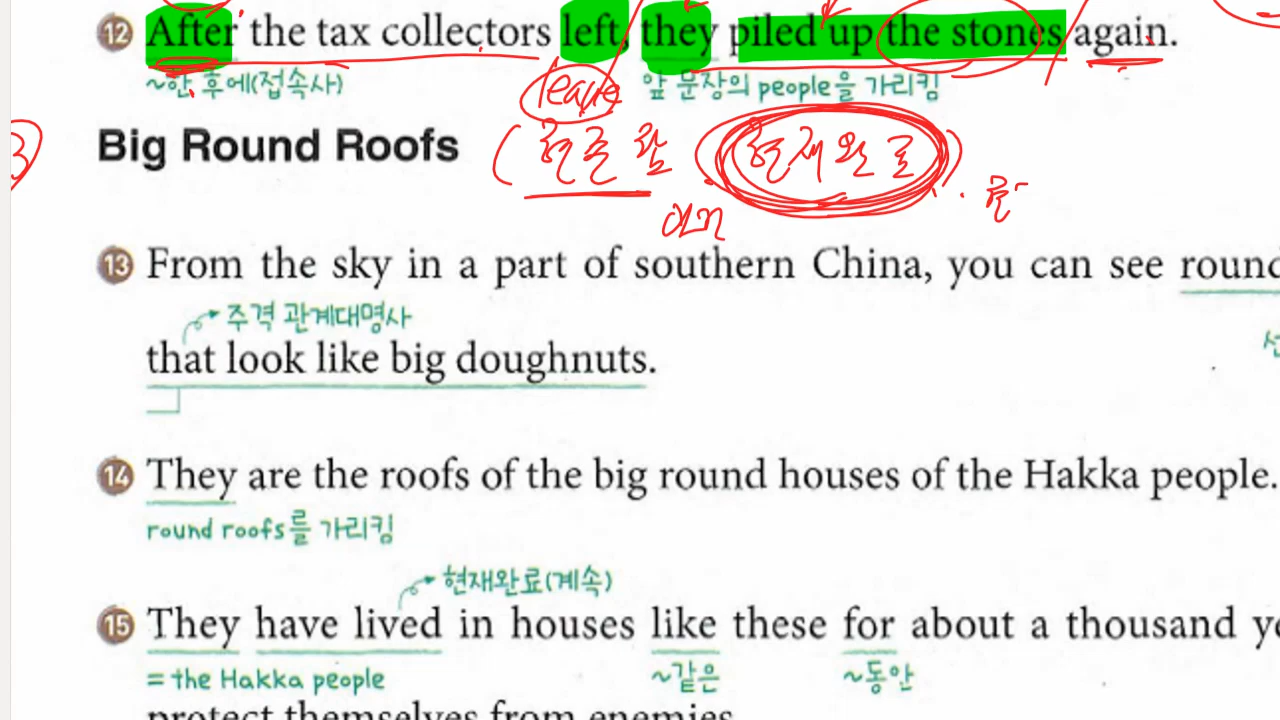 12 After the tax collectors left, they piled up the stones again.
~한 후에(접속사) leave 앞 문장의 people을 가리킴
3
Big Round Roofs
13 From the sky in a part of southern China, you can see round
주격 관계대명사
that look like big doughnuts.
14 They are the roofs of the big round houses of the Hakka people.
round roofs를 가리킴
현재완료(계속)
15 They have lived in houses like these for about a thousand
= the Hakka people ~같은 ~동안
protect themselves from enemies